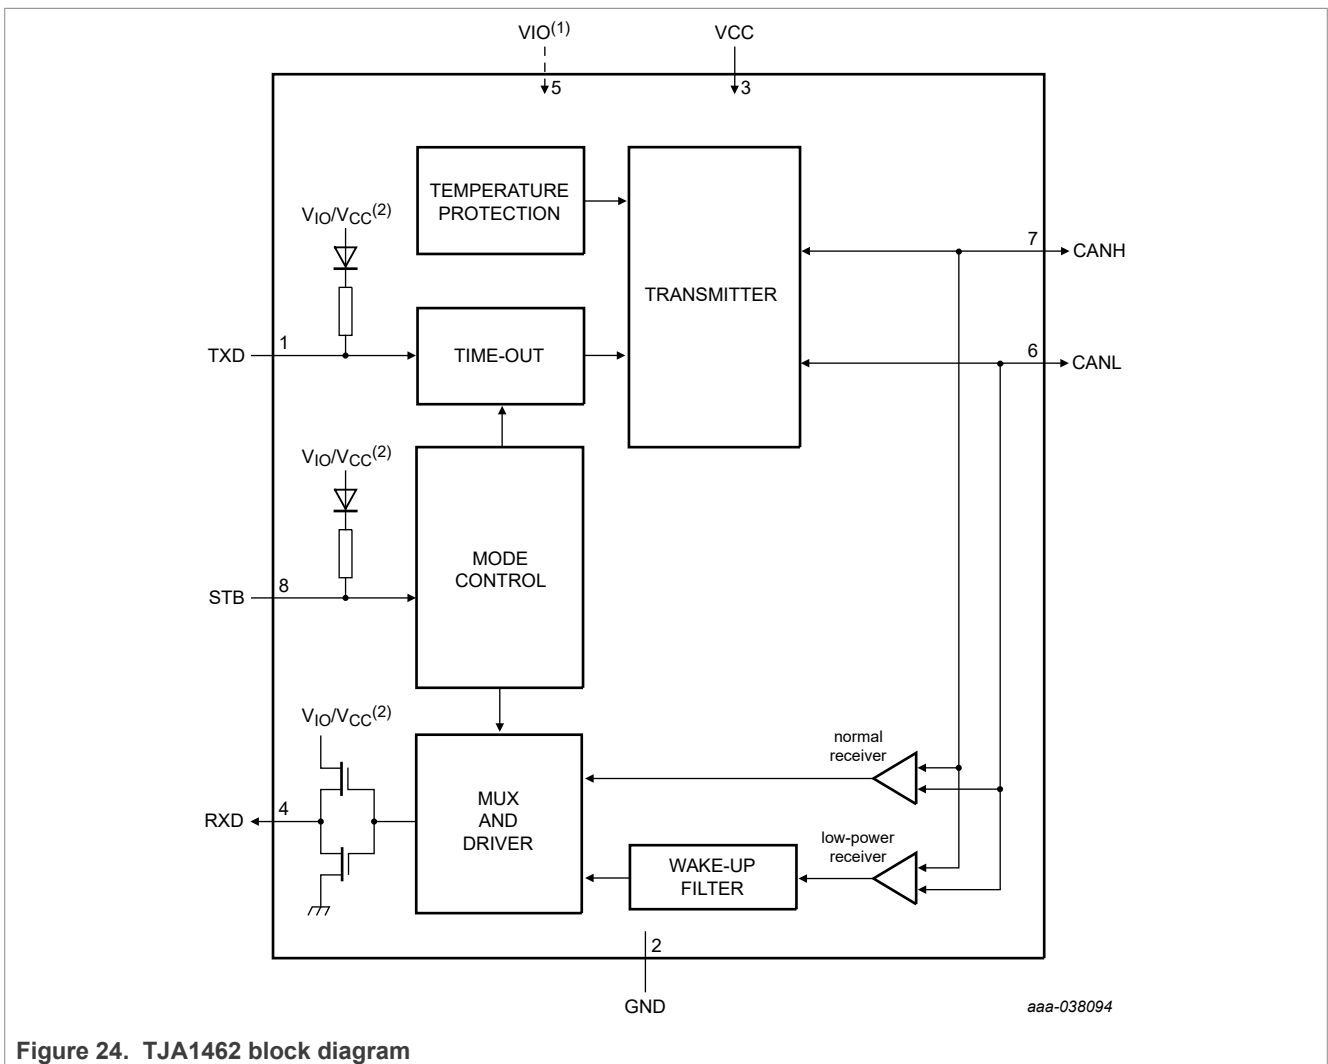 VIO(1)
VCC
5
3
TEMPERATURE
PROTECTION
VIO/VCC(2)
7
CANH
TRANSMITTER
1
TXD
TIME-OUT
6
CANL
VIO/VCC(2)
MODE
CONTROL
8
STB
VIO/VCC(2)
normal
receiver
4
RXD
MUX
AND
DRIVER
low-power
receiver
WAKE-UP
FILTER
2
GND
aaa-038094
Figure 24. TJA1462 block diagram